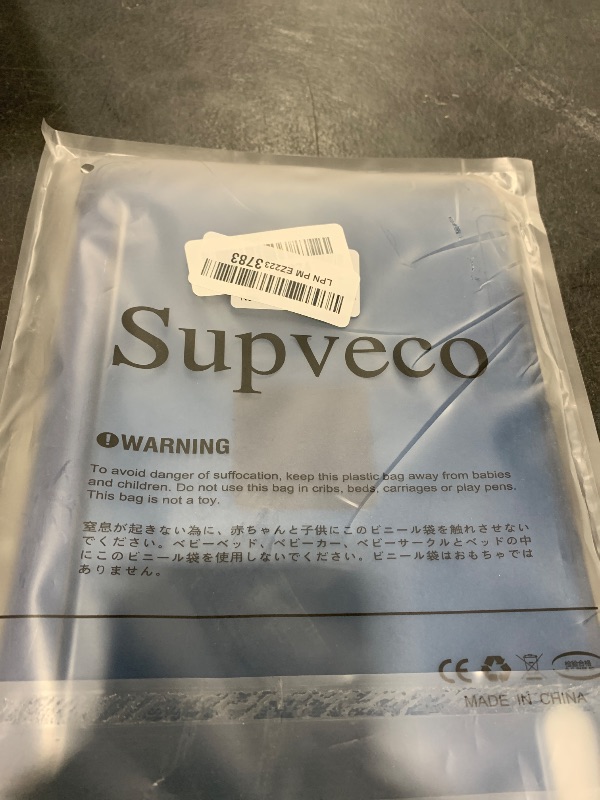 LPN PM EZ2233783
Supveco
WARNING
To avoid danger of suffocation, keep this plastic bag away from babies
and children. Do not use this bag in cribs, beds, carriages or play pens.
This bag is not a toy.
窒息が起きない為に、赤ちゃんと子供にこのビニール袋を触れさせない
でください。ベビーベッド、ベビーカー、ベビーサークルとベッドの中
にこのビニール袋を使用しないでください。ビニール袋はおもちゃでは
ありません。
CE
MADE IN CHINA